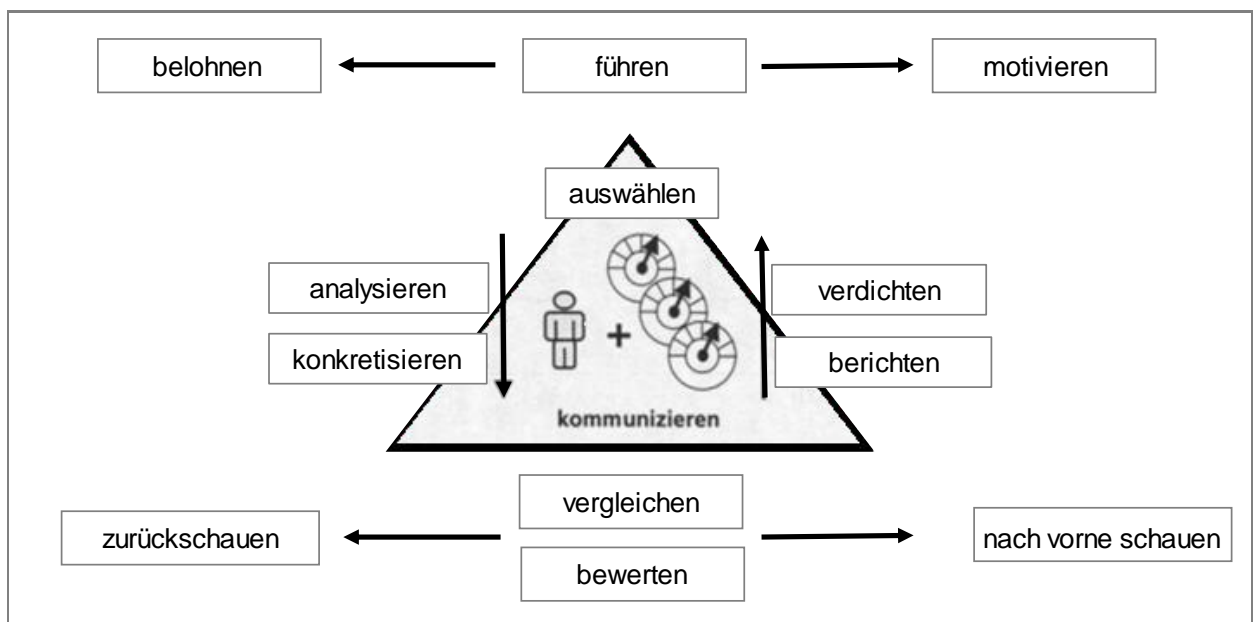 belohnen
führen
motivieren
auswählen
analysieren
verdichten
konkretisieren
berichten
+
kommunizieren
vergleichen
zurückschauen
nach vorne schauen
bewerten